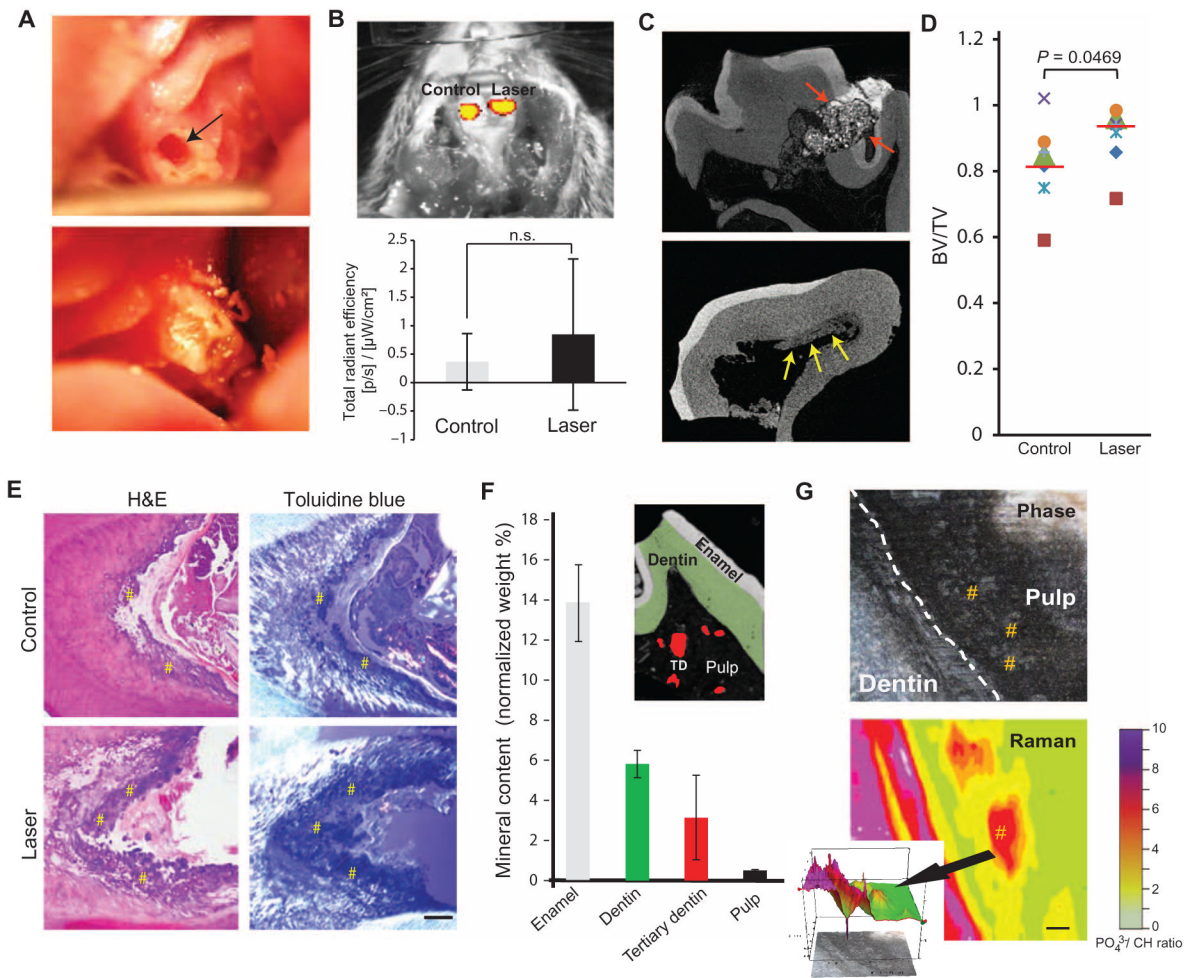 A
B
Control Laser
2.5
2
1.5
1
0.5
0
−0.5
−1
n.s.
Total radiant efficiency
[p/s] / [µW/cm²]
Control
Laser
C
D
1.2
1
0.8
0.6
0.4
0.2
0
P = 0.0469
BV/TV
Control
Laser
E
H&E
Toluidine blue
Control
#
#
#
#
Laser
#
#
#
#
#
#
F
18
16
14
12
10
8
6
4
2
0
Mineral content (normalized weight %)
Enamel
Dentin
Tertiary dentin
Pulp
Dentin
Enamel
TD
Pulp
G
Phase
#
Pulp
#
#
Dentin
Raman
#
10
8
6
4
2
0
PO₄³⁻/ CH ratio